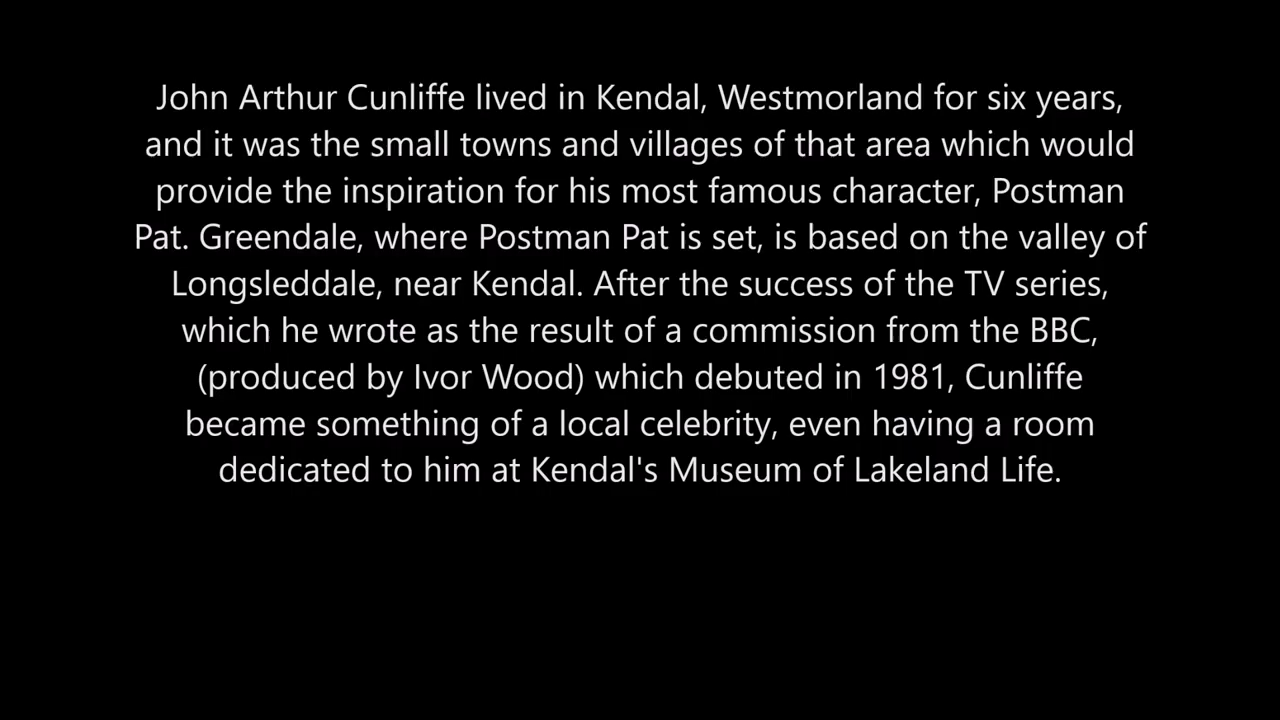 John Arthur Cunliffe lived in Kendal, Westmorland for six years,
and it was the small towns and villages of that area which would
provide the inspiration for his most famous character, Postman
Pat. Greendale, where Postman Pat is set, is based on the valley of
Longsleddale, near Kendal. After the success of the TV series,
which he wrote as the result of a commission from the BBC,
(produced by Ivor Wood) which debuted in 1981, Cunliffe
became something of a local celebrity, even having a room
dedicated to him at Kendal's Museum of Lakeland Life.